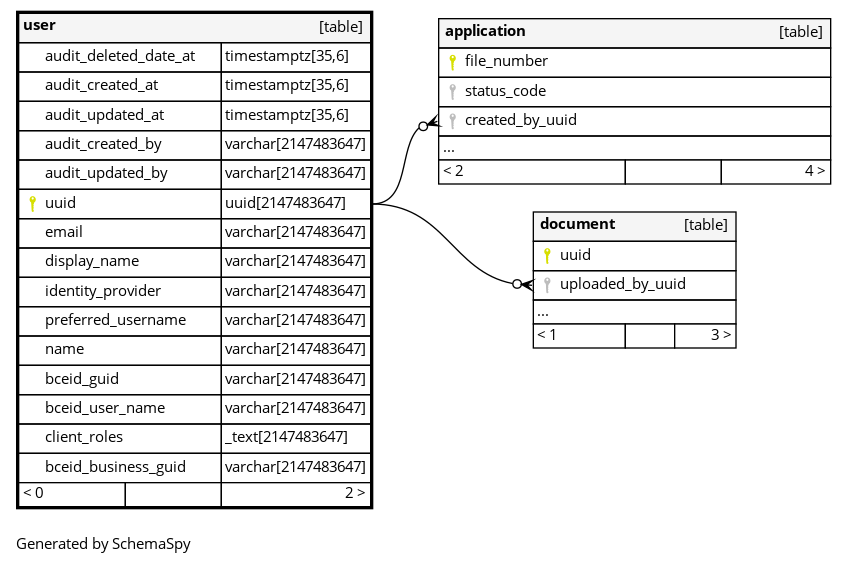 user [table]
audit_deleted_date_at timestamptz[35,6]
audit_created_at timestamptz[35,6]
audit_updated_at timestamptz[35,6]
audit_created_by varchar[2147483647]
audit_updated_by varchar[2147483647]
uuid uuid[2147483647]
email varchar[2147483647]
display_name varchar[2147483647]
identity_provider varchar[2147483647]
preferred_username varchar[2147483647]
name varchar[2147483647]
bceid_guid varchar[2147483647]
bceid_user_name varchar[2147483647]
client_roles _text[2147483647]
bceid_business_guid varchar[2147483647]
< 0 2 >
application [table]
file_number
status_code
created_by_uuid
...
< 2 4 >
document [table]
uuid
uploaded_by_uuid
...
< 1 3 >
Generated by SchemaSpy